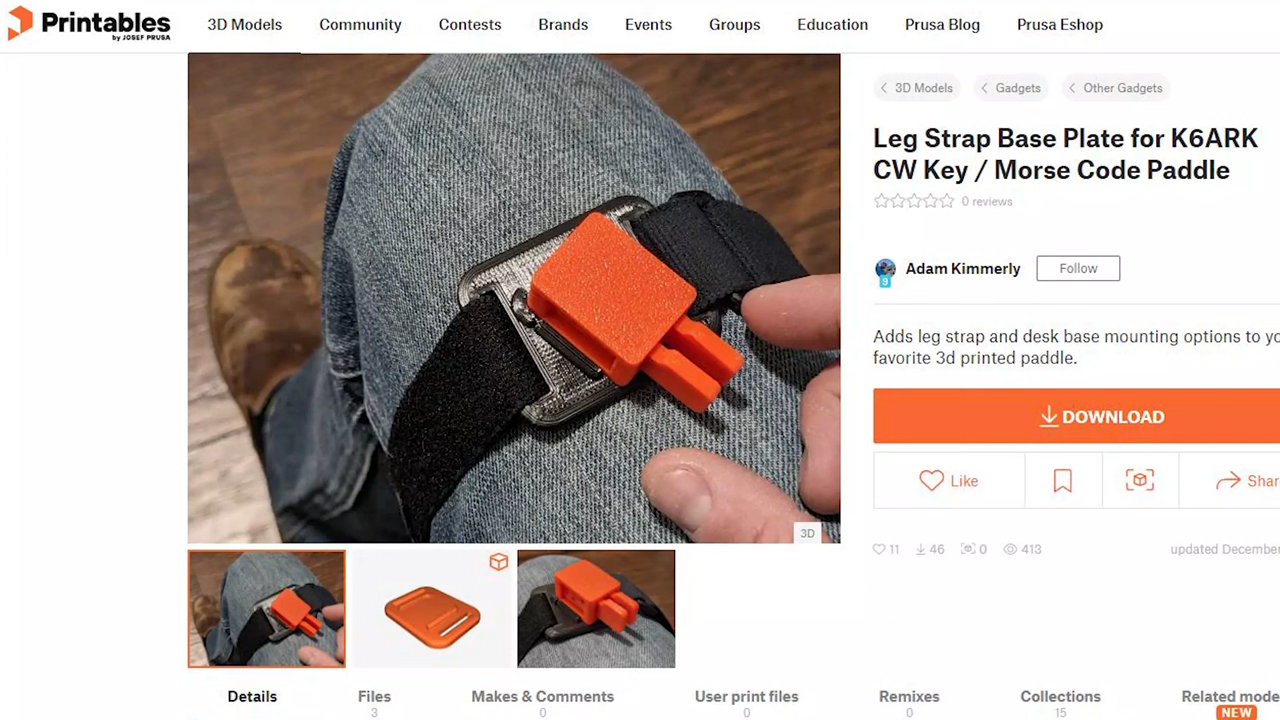 Printables
by JOSEF PRUSA
3D Models
Community
Contests
Brands
Events
Groups
Education
Prusa Blog
Prusa Eshop
3D Models
Gadgets
Other Gadgets
Leg Strap Base Plate for K6ARK
CW Key / Morse Code Paddle
0 reviews
9
Adam Kimmerly
Follow
Adds leg strap and desk base mounting options to yo
favorite 3d printed paddle.
DOWNLOAD
Like
Shar
3D
11
46
0
413
updated December
Details
Files
3
Makes & Comments
0
User print files
0
Remixes
0
Collections
15
Related mode
NEW